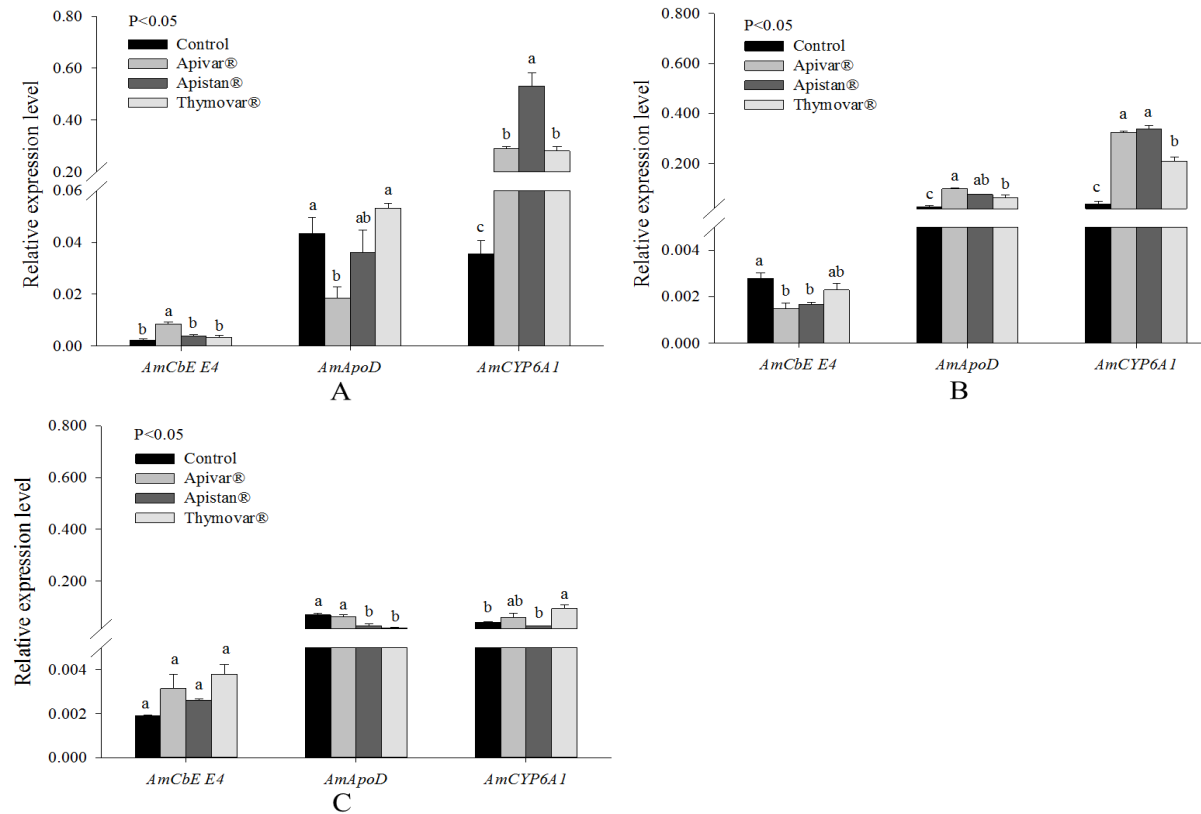 P<0.05
Control
Apivar®
Apistan®
Thymovar®
Relative expression level
0.80
0.60
0.40
0.20
0.06
0.04
0.02
0.00
b a b b
a b ab a
c b a b
AmCbE E4 AmApoD AmCYP6A1
A
P<0.05
Control
Apivar®
Apistan®
Thymovar®
Relative expression level
0.800
0.600
0.400
0.200
0.004
0.002
0.000
a b b ab
c a ab b
c a a b
AmCbE E4 AmApoD AmCYP6A1
B
P<0.05
Control
Apivar®
Apistan®
Thymovar®
Relative expression level
0.800
0.600
0.400
0.200
0.004
0.002
0.000
a a a a
a a b b
b ab b a
AmCbE E4 AmApoD AmCYP6A1
C